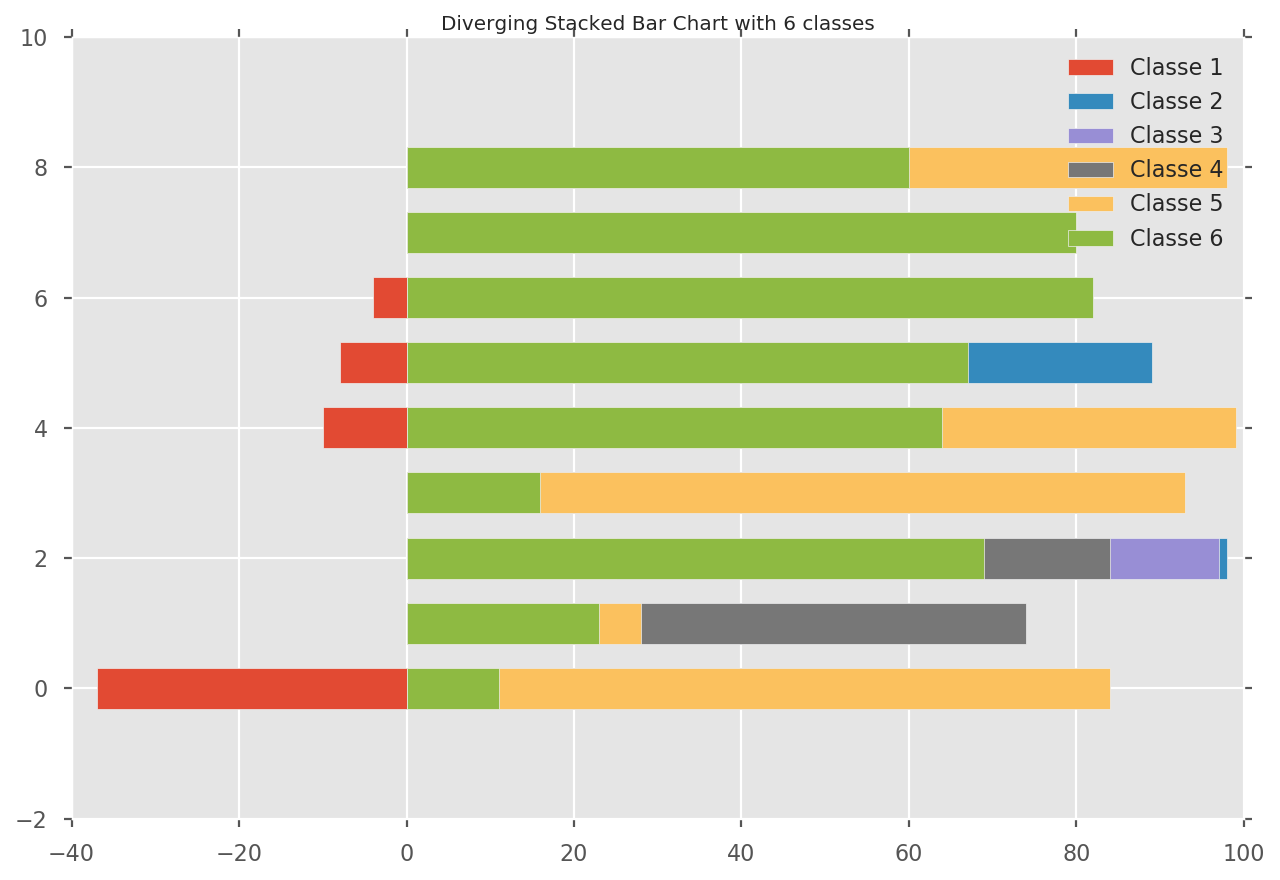 Diverging Stacked Bar Chart with 6 classes
10
8
6
4
2
0
−2
Classe 1
Classe 2
Classe 3
Classe 4
Classe 5
Classe 6
−40 −20 0 20 40 60 80 100